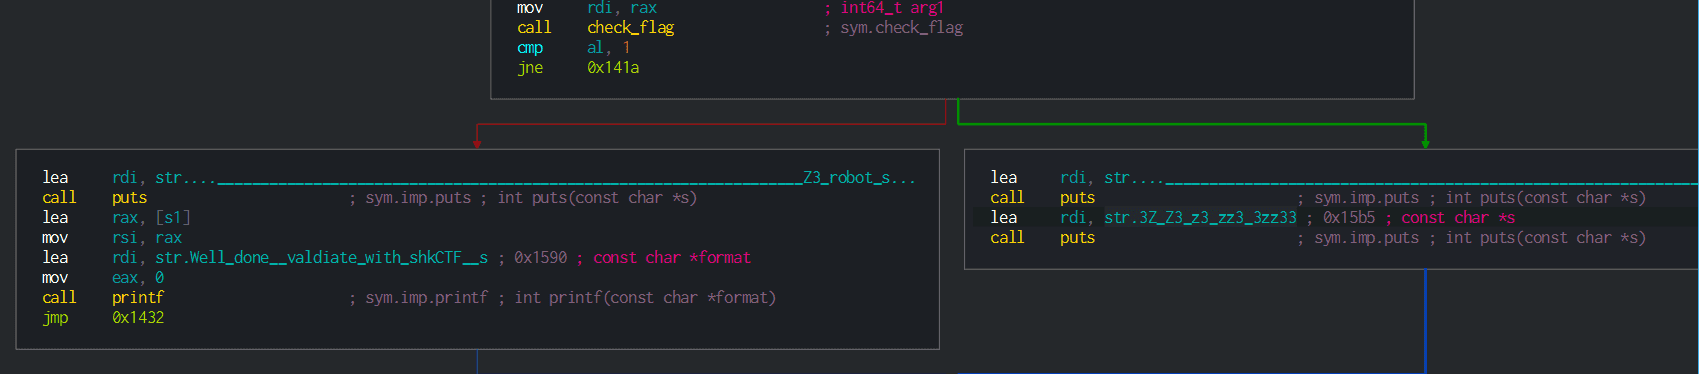 mov rdi, rax ; int64_t arg1
call check_flag ; sym.check_flag
cmp al, 1
jne 0x141a
lea rdi, str....___________________________________________________________________Z3_robot_s...
call puts ; sym.imp.puts ; int puts(const char *s)
lea rax, [s1]
mov rsi, rax
lea rdi, str.Well_done__valdiate_with_shkCTF__s ; 0x1590 ; const char *format
mov eax, 0
call printf ; sym.imp.printf ; int printf(const char *format)
jmp 0x1432
lea rdi, str...._____________________________________________________________
call puts ; sym.imp.puts ; int puts(const char *s)
lea rdi, str.3Z_Z3_z3_zz3_3zz33 ; 0x15b5 ; const char *s
call puts ; sym.imp.puts ; int puts(const char *s)